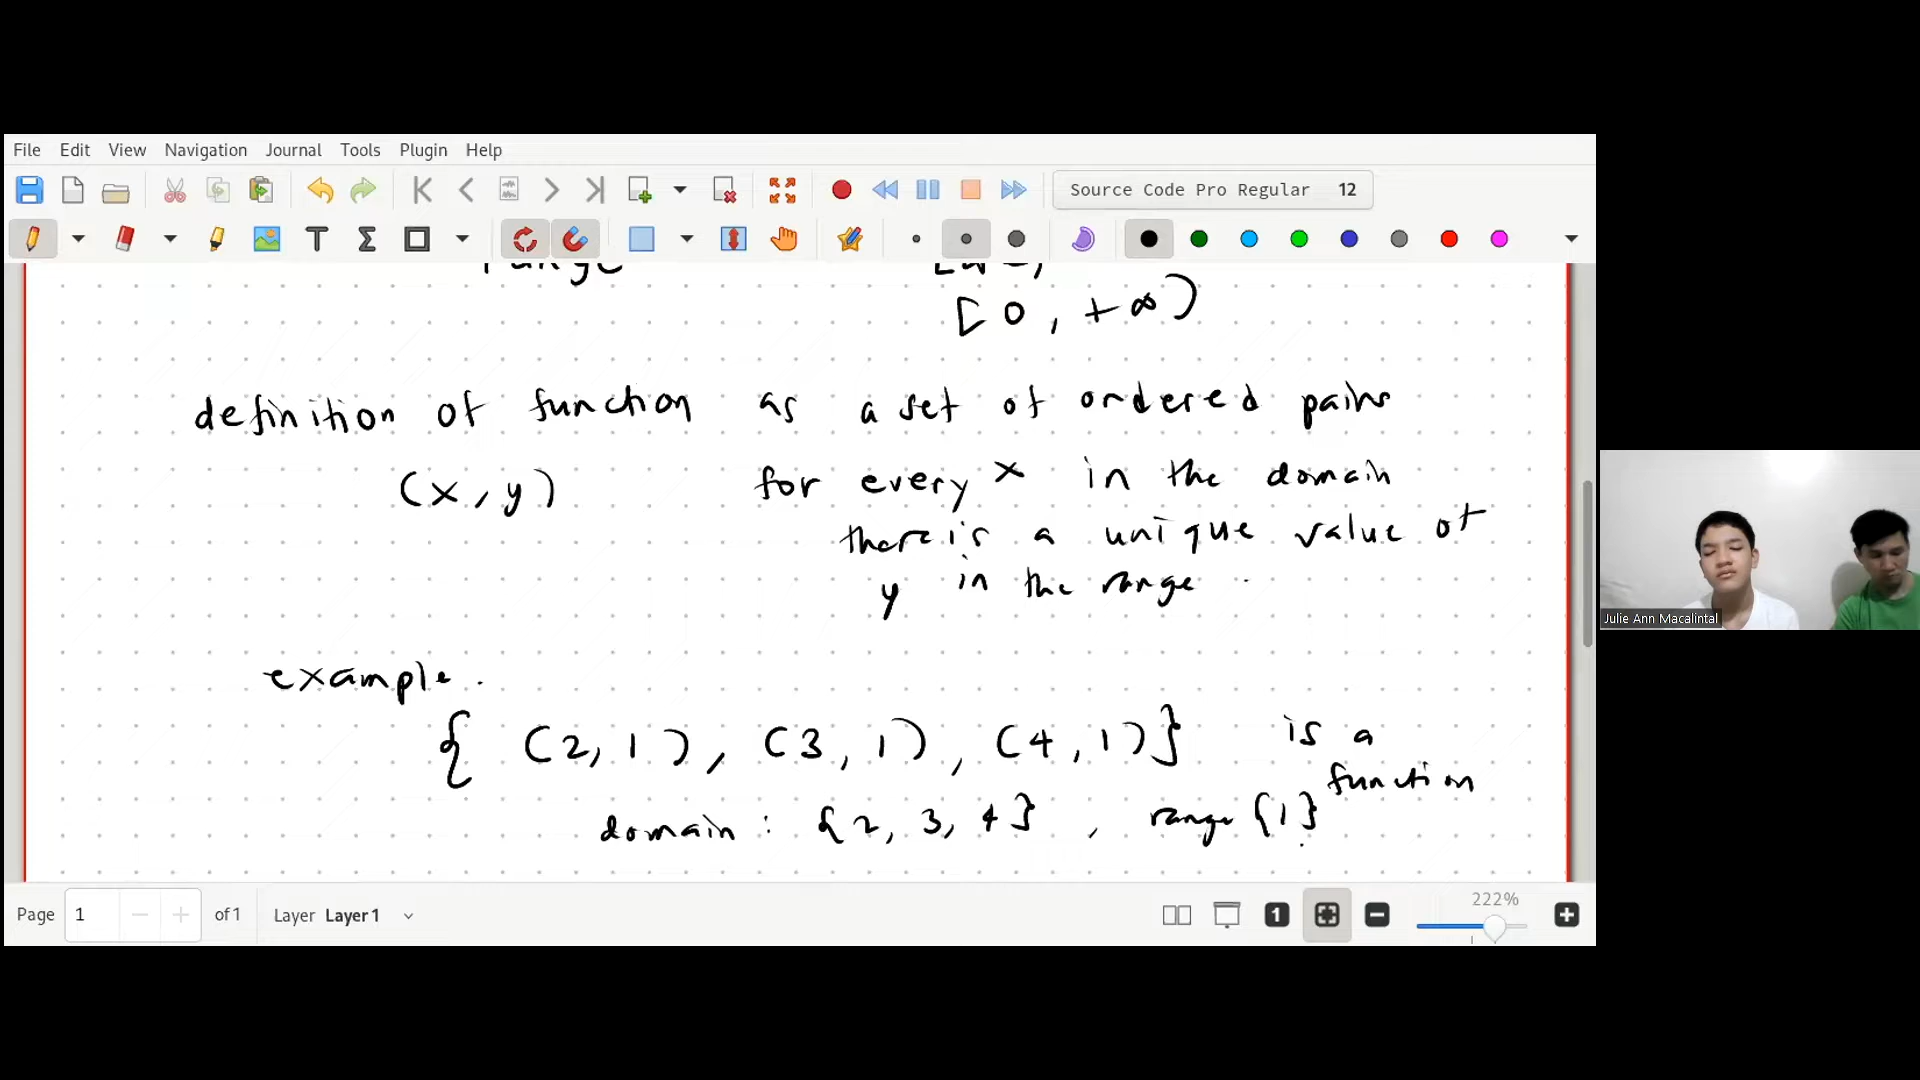 File Edit View Navigation Journal Tools Plugin Help
Source Code Pro Regular 12
range
[0, +∞)
definition of function as a set of ordered pairs
(x, y) for every x in the domain
there is a unique value of
y in the range.
example.
{ (2, 1), (3, 1), (4, 1)} is a
function
domain: {2, 3, 4}, range {1}
Julie Ann Macalintal
Page 1 of 1 Layer Layer 1 222%